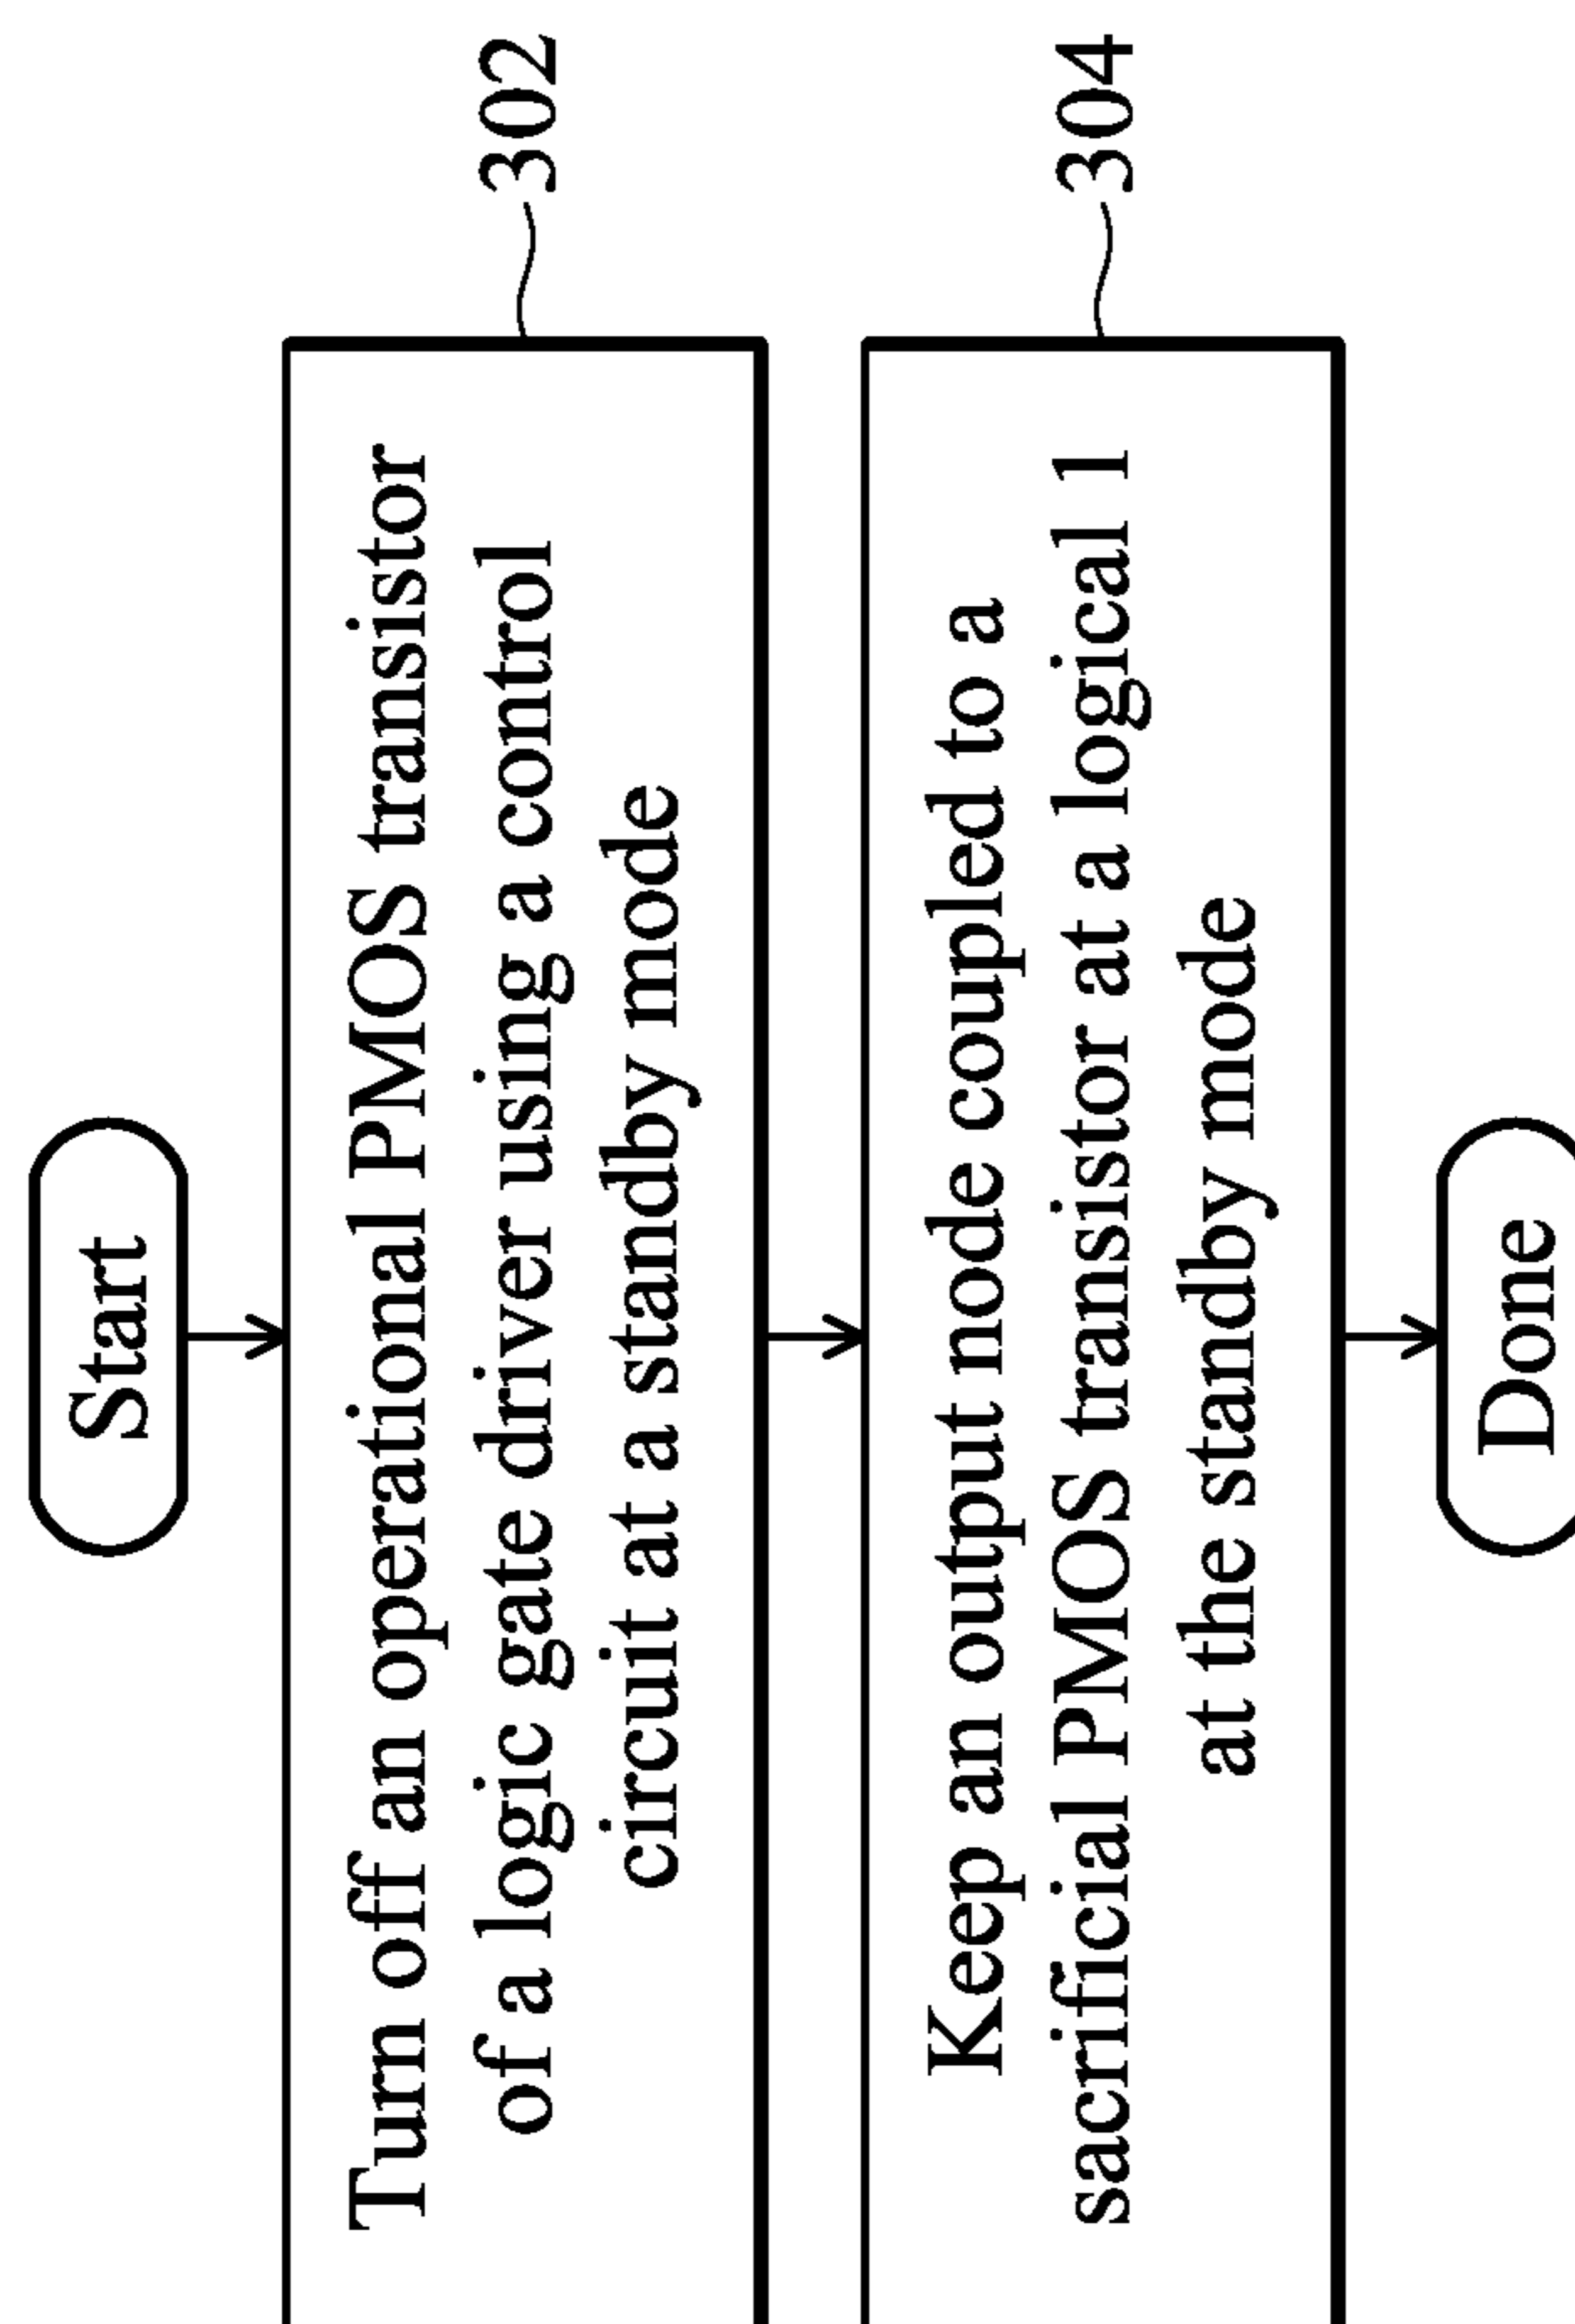 Start
Turn off an operational PMOS transistor
of a logic gate driver using a control
circuit at a standby mode
302
Keep an output node coupled to a
sacrificial PMOS transistor at a logical 1
at the standby mode
304
Done